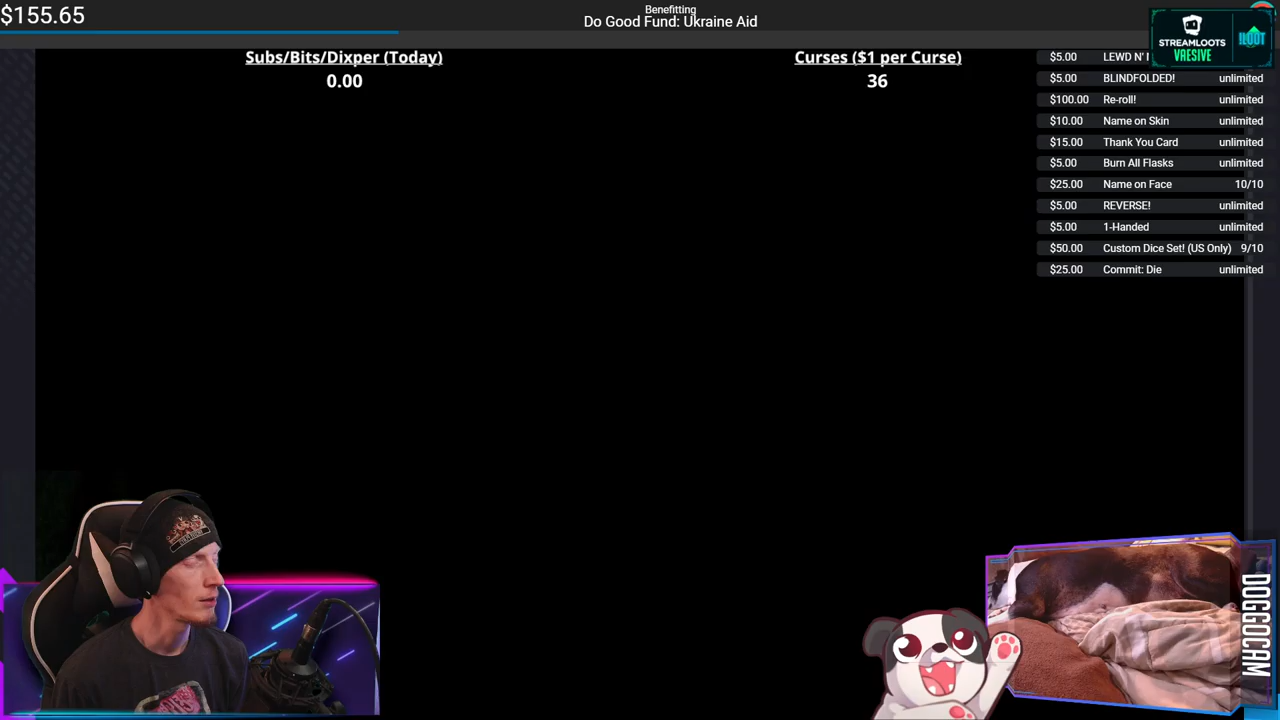 $155.65
Benefitting
Do Good Fund: Ukraine Aid
STREAMLOOTS
VAESIVE
!LOOT
Subs/Bits/Dixper (Today)
0.00
Curses ($1 per Curse)
36
$5.00 LEWD N'
$5.00 BLINDFOLDED! unlimited
$100.00 Re-roll! unlimited
$10.00 Name on Skin unlimited
$15.00 Thank You Card unlimited
$5.00 Burn All Flasks unlimited
$25.00 Name on Face 10/10
$5.00 REVERSE! unlimited
$5.00 1-Handed unlimited
$50.00 Custom Dice Set! (US Only) 9/10
$25.00 Commit: Die unlimited
DOGGOCAM